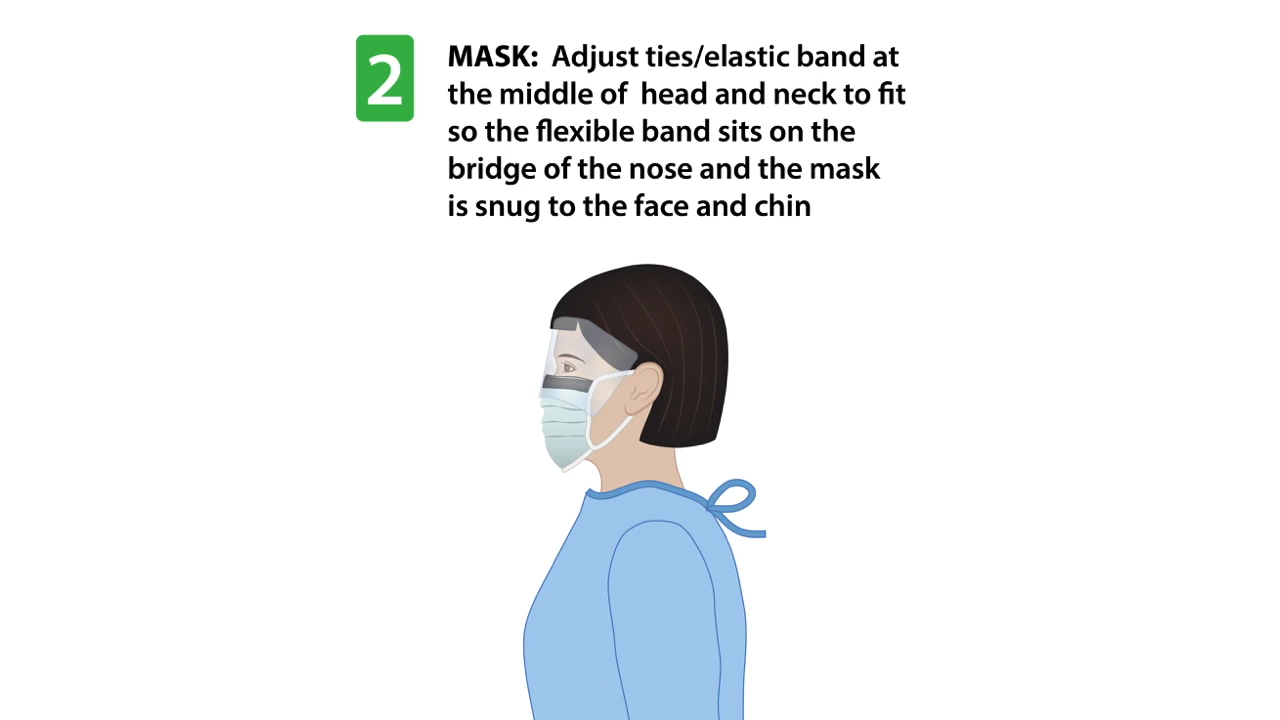 2
MASK:  Adjust ties/elastic band at
the middle of  head and neck to fit
so the flexible band sits on the
bridge of the nose and the mask
is snug to the face and chin